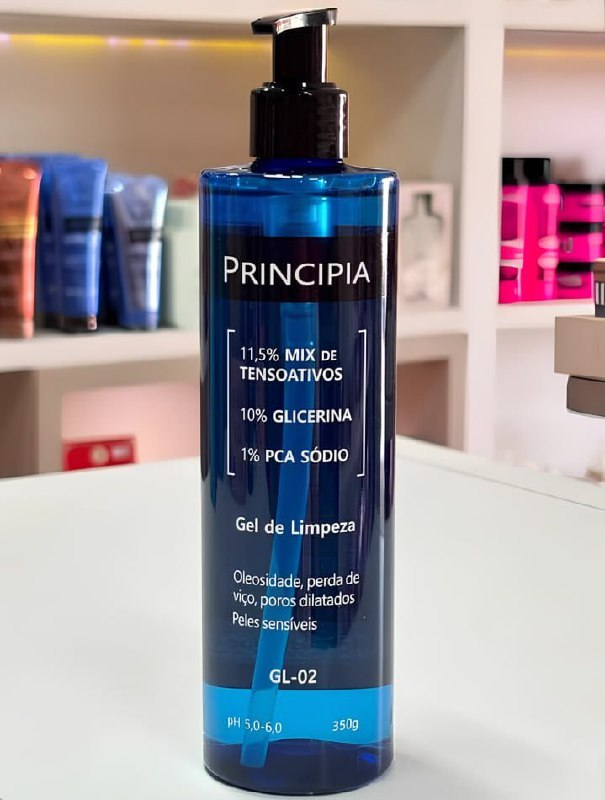 PRINCIPIA
11,5% MIX DE
TENSOATIVOS
10% GLICERINA
1% PCA SÓDIO
Gel de Limpeza
Oleosidade, perda de
viço, poros dilatados
Peles sensíveis
GL-02
pH 5,0-6,0 350g